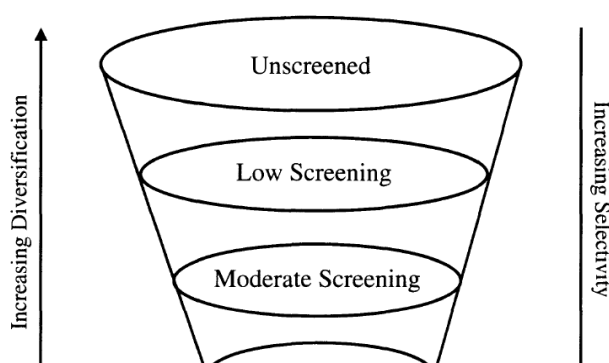 Unscreened
Low Screening
Moderate Screening
Increasing Diversification
Increasing Selectivity